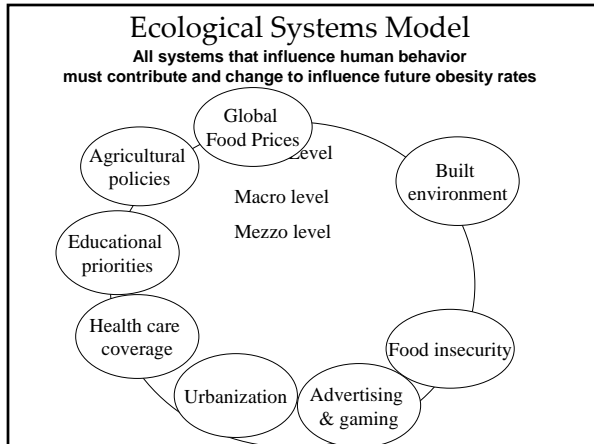 Ecological Systems Model
All systems that influence human behavior
must contribute and change to influence future obesity rates
Global
Food Prices
Level
Agricultural
policies
Built
environment
Macro level
Mezzo level
Educational
priorities
Health care
coverage
Food insecurity
Urbanization
Advertising
& gaming